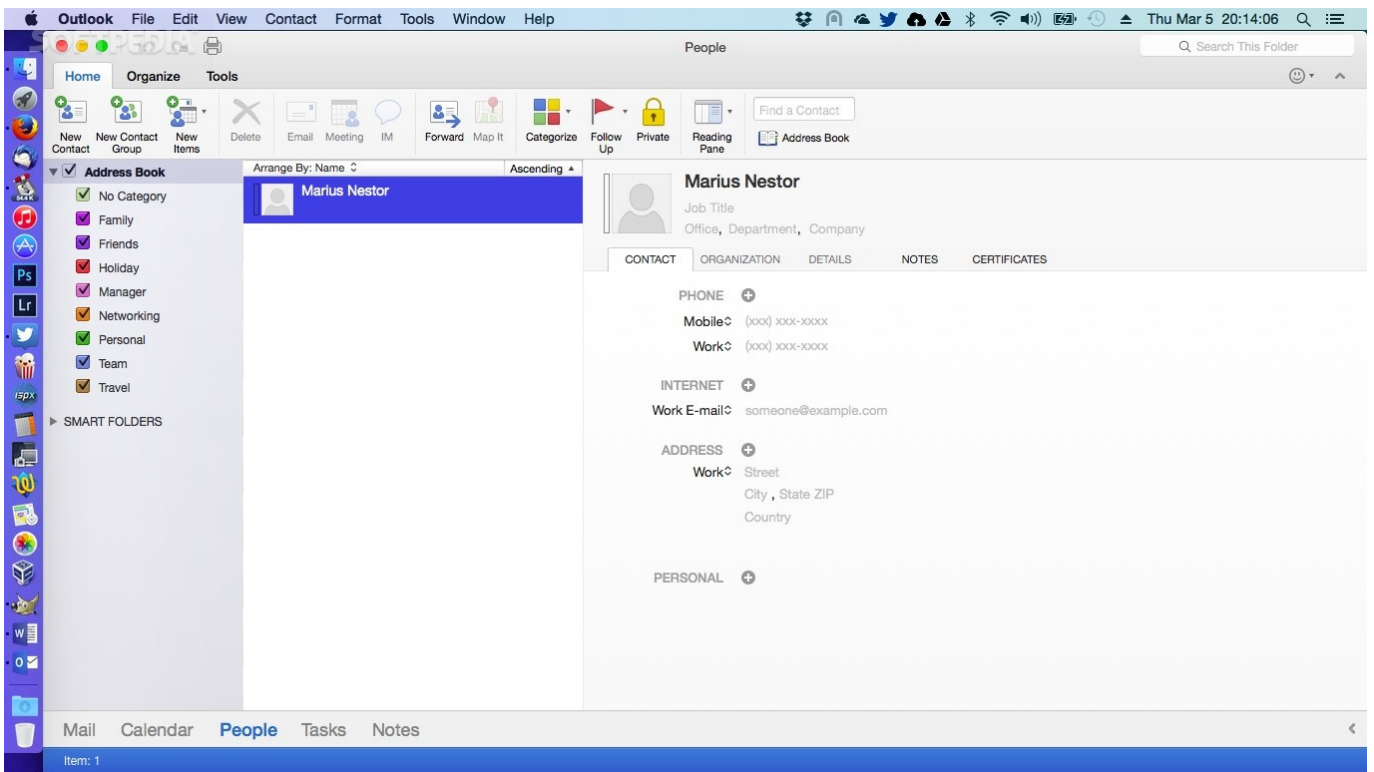 Outlook File Edit View Contact Format Tools Window Help Thu Mar 5 20:14:06
SOFTPEDIA
People
Search This Folder
Home Organize Tools
New Contact
New Contact Group
New Items
Delete
Email
Meeting
IM
Forward
Map It
Categorize
Follow Up
Private
Reading Pane
Find a Contact
Address Book
Address Book
No Category
Family
Friends
Holiday
Manager
Networking
Personal
Team
Travel
SMART FOLDERS
Arrange By: Name Ascending
Marius Nestor
Marius Nestor
Job Title
Office, Department, Company
CONTACT ORGANIZATION DETAILS NOTES CERTIFICATES
PHONE
Mobile (xxx) xxx-xxxx
Work (xxx) xxx-xxxx
INTERNET
Work E-mail someone@example.com
ADDRESS
Work Street
City , State ZIP
Country
PERSONAL
Ps
Lr
ispx
W
O
Mail Calendar People Tasks Notes
Item: 1